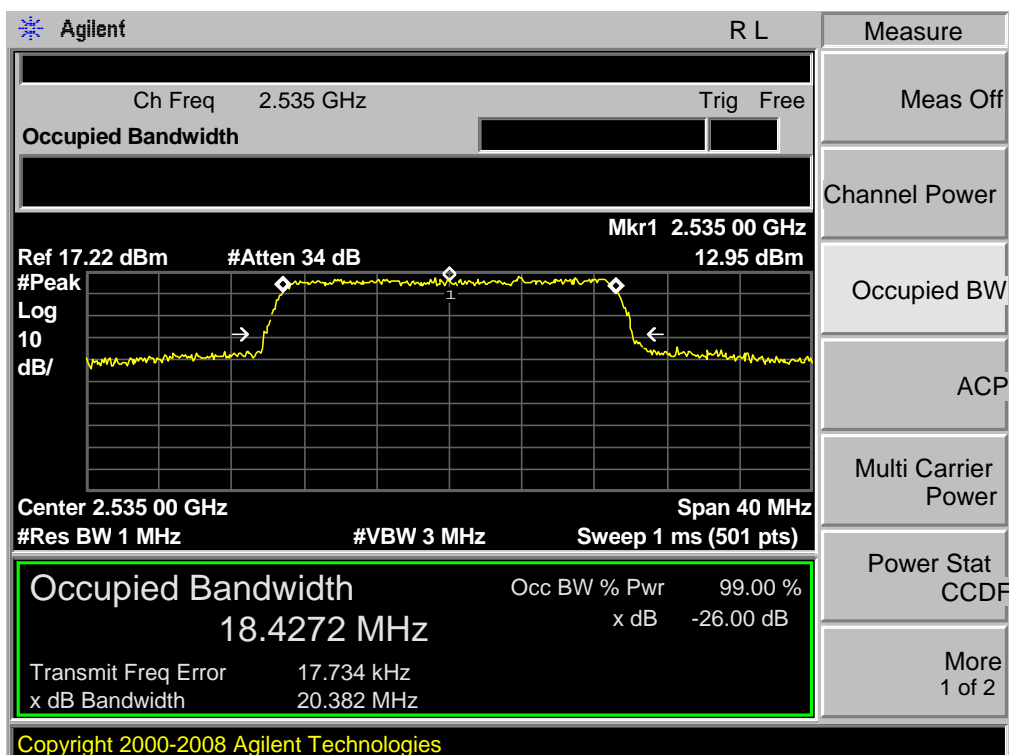 Agilent R L
Ch Freq 2.535 GHz Trig Free
Occupied Bandwidth
Mkr1 2.535 00 GHz
Ref 17.22 dBm #Atten 34 dB 12.95 dBm
#Peak
Log
10
dB/
1
Center 2.535 00 GHz Span 40 MHz
#Res BW 1 MHz #VBW 3 MHz Sweep 1 ms (501 pts)
Occupied Bandwidth Occ BW % Pwr 99.00 %
18.4272 MHz x dB -26.00 dB
Transmit Freq Error 17.734 kHz
x dB Bandwidth 20.382 MHz
Copyright 2000-2008 Agilent Technologies
Measure
Meas Off
Channel Power
Occupied BW
ACP
Multi Carrier
Power
Power Stat
CCDF
More
1 of 2